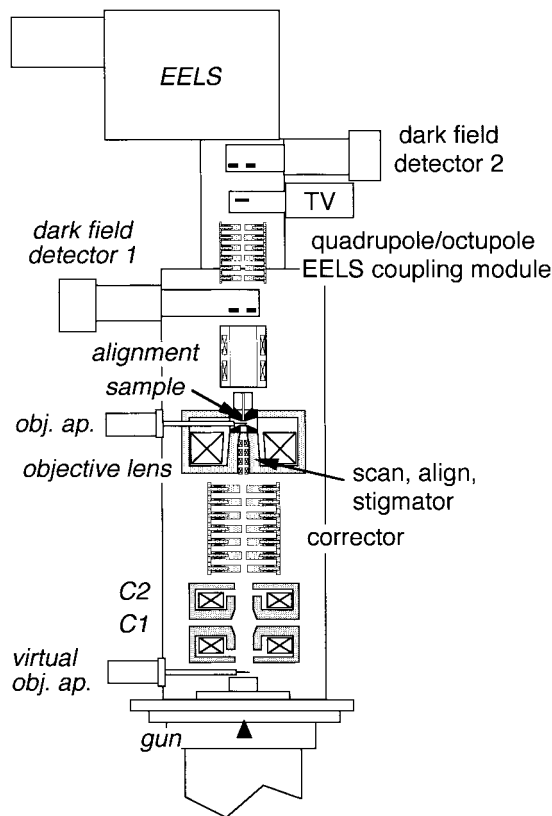 EELS
dark field
detector 2
TV
dark field
detector 1
quadrupole/octupole
EELS coupling module
alignment
sample
obj. ap.
objective lens
scan, align,
stigmator
corrector
C2
C1
virtual
obj. ap.
gun